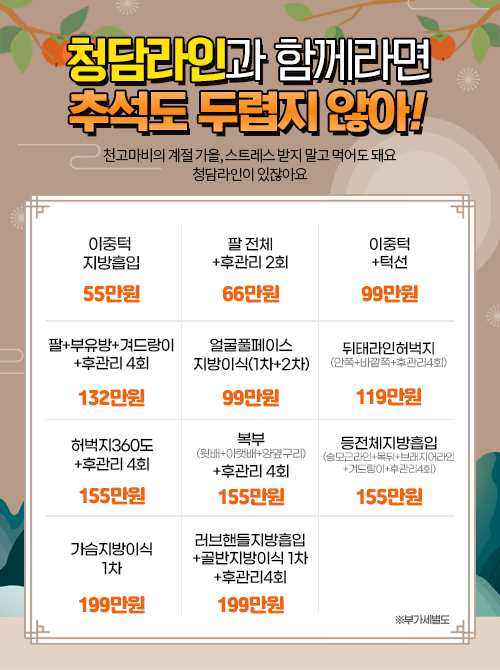 청담라인과 함께라면
추석도 두렵지 않아!
천고마비의 계절 가을, 스트레스 받지 말고 먹어도 돼요
청담라인이 있잖아요
이중턱
지방흡입
55만원
팔 전체
+후관리 2회
66만원
이중턱
+턱선
99만원
팔+부유방+겨드랑이
+후관리 4회
132만원
얼굴풀페이스
지방이식(1차+2차)
99만원
뒤태라인허벅지
(안쪽+바깥쪽+후관리4회)
119만원
허벅지360도
+후관리 4회
155만원
복부
(윗배+아랫배+양옆구리)
+후관리 4회
155만원
등전체지방흡입
(승모근라인+목뒤+브래지어라인
+겨드랑이+후관리4회)
155만원
가슴지방이식
1차
199만원
러브핸들지방흡입
+골반지방이식 1차
+후관리4회
199만원
※부가세별도